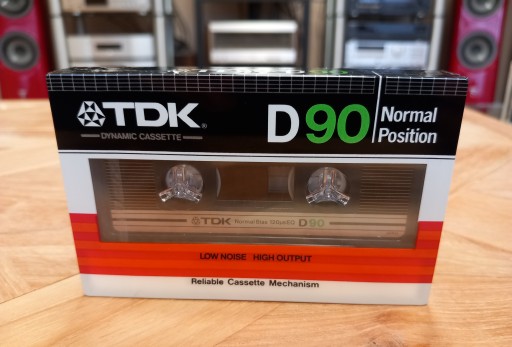 TDK®
DYNAMIC CASSETTE
D90
Normal
Position
TDK Normal Bias 120µs EQ D90
LOW NOISE HIGH OUTPUT
Reliable Cassette Mechanism